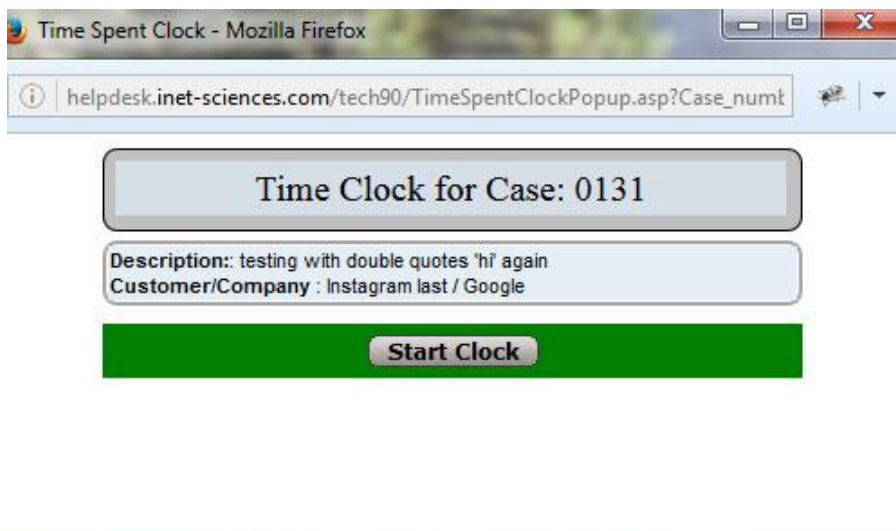 Time Spent Clock - Mozilla Firefox
helpdesk.inet-sciences.com/tech90/TimeSpentClockPopup.asp?Case_numb
Time Clock for Case: 0131
Description:: testing with double quotes 'hi' again
Customer/Company : Instagram last / Google
Start Clock